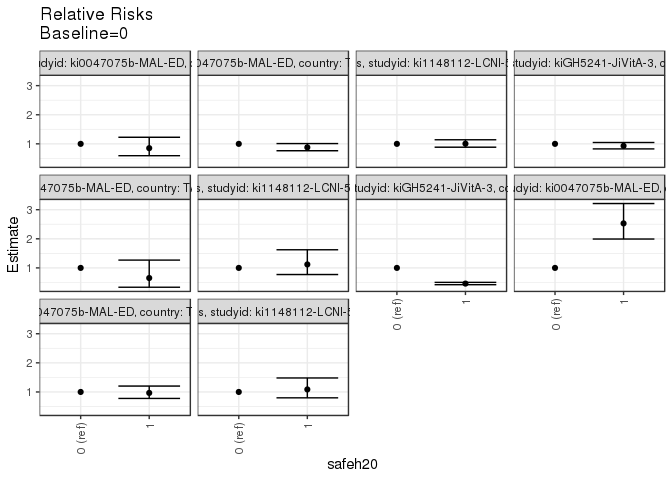 Relative Risks
Baseline=0
studyid: ki0047075b-MAL-ED,
047075b-MAL-ED, country:
s, studyid: ki1148112-LCNI-5
studyid: kiGH5241-JiVitA-3,
3
2
1
47075b-MAL-ED, country:
s, studyid: ki1148112-LCNI-5
tudyid: kiGH5241-JiVitA-3,
udyid: ki0047075b-MAL-ED,
3
2
1
047075b-MAL-ED, country:
s, studyid: ki1148112-LCNI-5
3
2
1
Estimate
0 (ref)
1
0 (ref)
1
0 (ref)
1
0 (ref)
1
safeh20